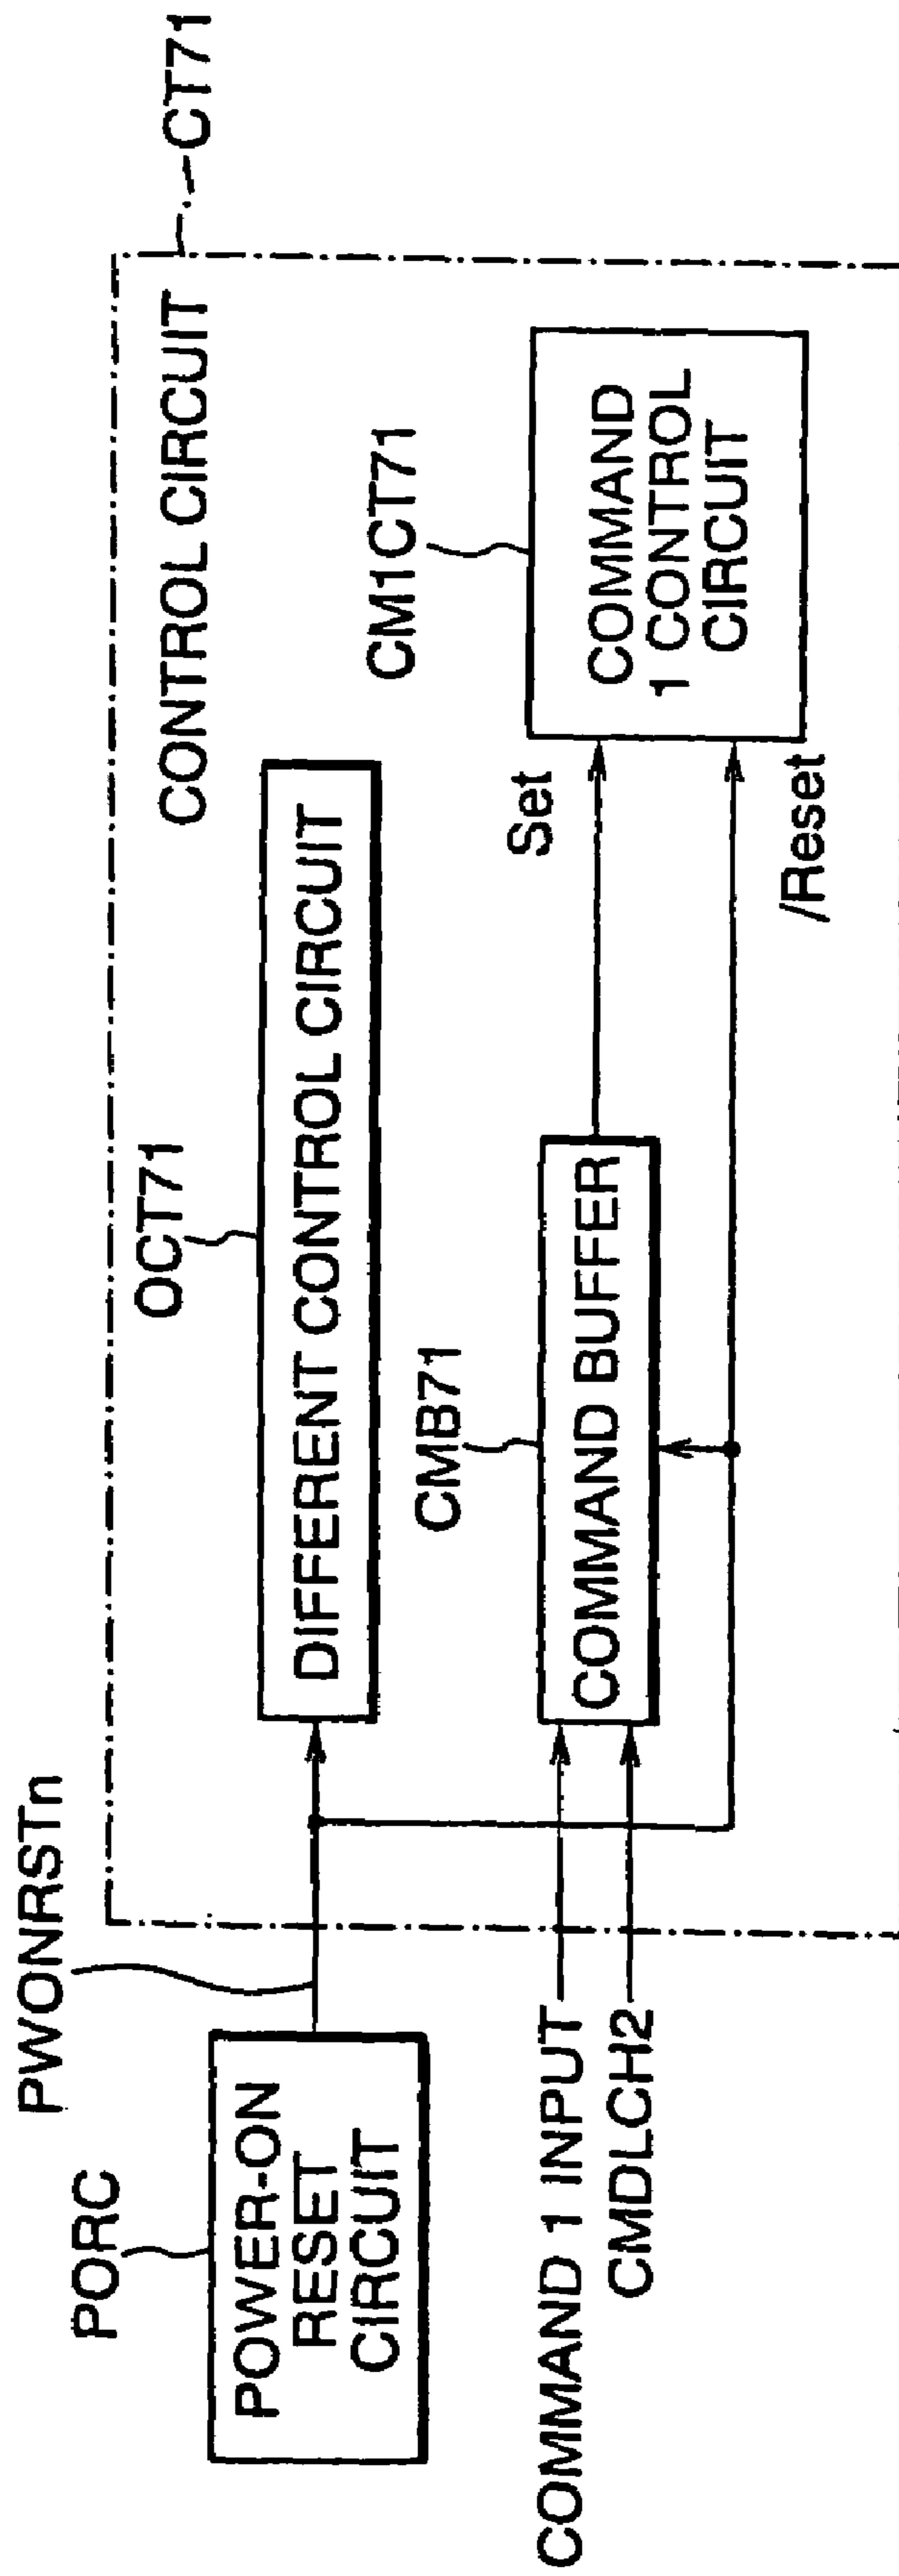 CT71
CONTROL CIRCUIT
PWONRSTn
OCT71
PORC
POWER-ON
RESET
CIRCUIT
DIFFERENT CONTROL CIRCUIT
CM1CT71
CMB71
Set
COMMAND 1 INPUT
CMDLCH2
COMMAND BUFFER
COMMAND
1 CONTROL
CIRCUIT
/Reset